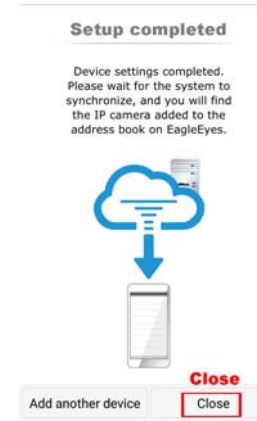 Setup completed
Device settings completed.
Please wait for the system to
synchronize, and you will find
the IP camera added to the
address book on EagleEyes.
Close
Add another device
Close